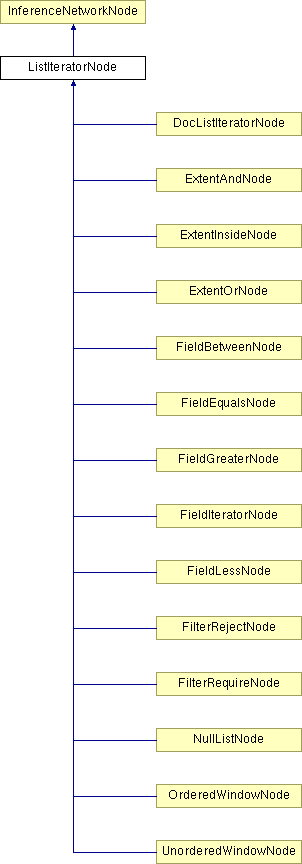 InferenceNetworkNode
ListIteratorNode
DocListIteratorNode
ExtentAndNode
ExtentInsideNode
ExtentOrNode
FieldBetweenNode
FieldEqualsNode
FieldGreaterNode
FieldIteratorNode
FieldLessNode
FilterRejectNode
FilterRequireNode
NullListNode
OrderedWindowNode
UnorderedWindowNode